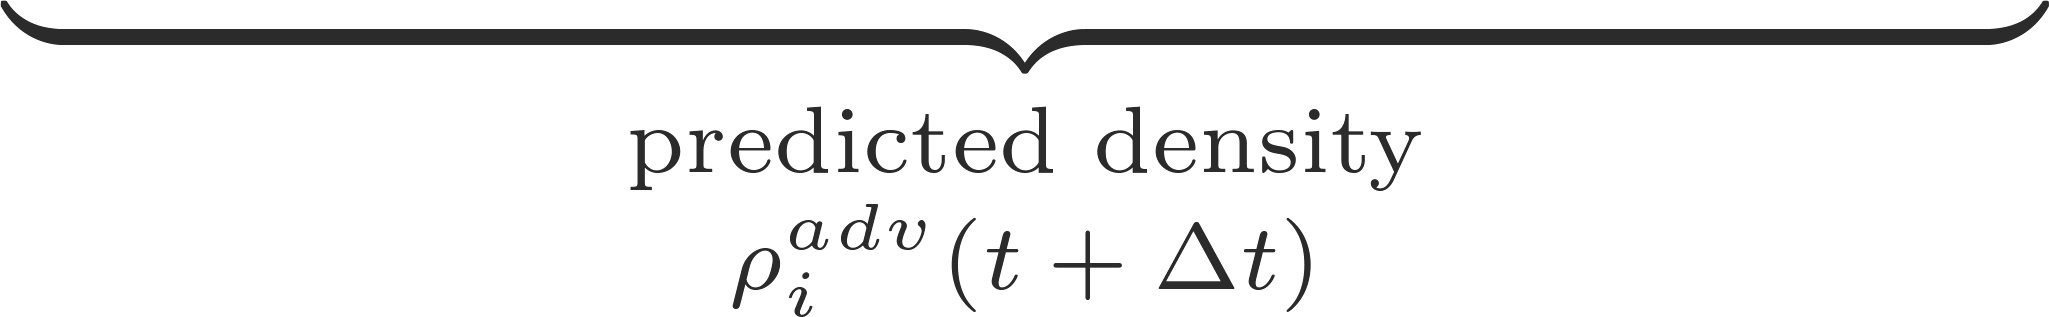 predicted density
ρ_i^{adv}(t + Δt)